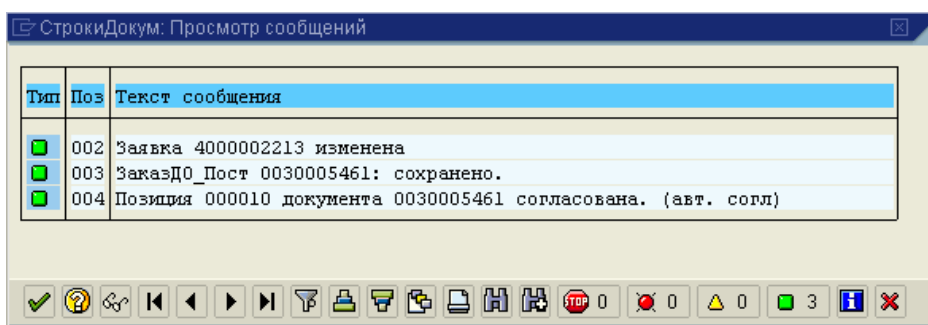 СтрокиДокум: Просмотр сообщений
Тип Поз Текст сообщения
002 Заявка 4000002213 изменена
003 ЗаказДО_Пост 0030005461: сохранено.
004 Позиция 000010 документа 0030005461 согласована. (авт. согл)
STOP 0 0 0 3